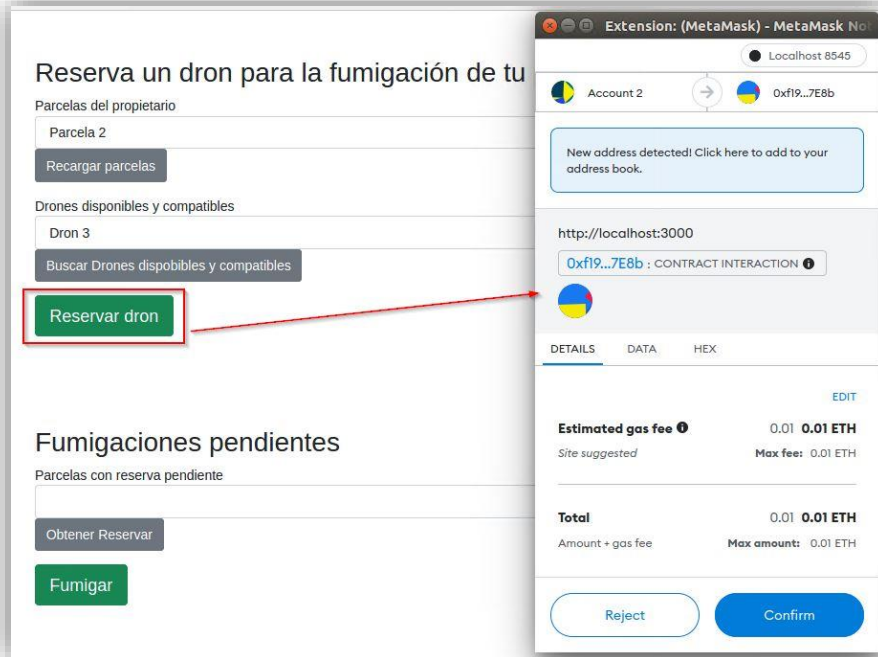 Reserva un dron para la fumigación de tu
Parcelas del propietario
Parcela 2
Recargar parcelas
Drones disponibles y compatibles
Dron 3
Buscar Drones dispobibles y compatibles
Reservar dron
Fumigaciones pendientes
Parcelas con reserva pendiente
Obtener Reservar
Fumigar
Extension: (MetaMask) - MetaMask No
Localhost 8545
Account 2
0xf19...7E8b
New address detected! Click here to add to your
address book.
http://localhost:3000
0xf19...7E8b : CONTRACT INTERACTION
DETAILS DATA HEX
EDIT
Estimated gas fee 0.01 0.01 ETH
Site suggested Max fee: 0.01 ETH
Total 0.01 0.01 ETH
Amount + gas fee Max amount: 0.01 ETH
Reject Confirm